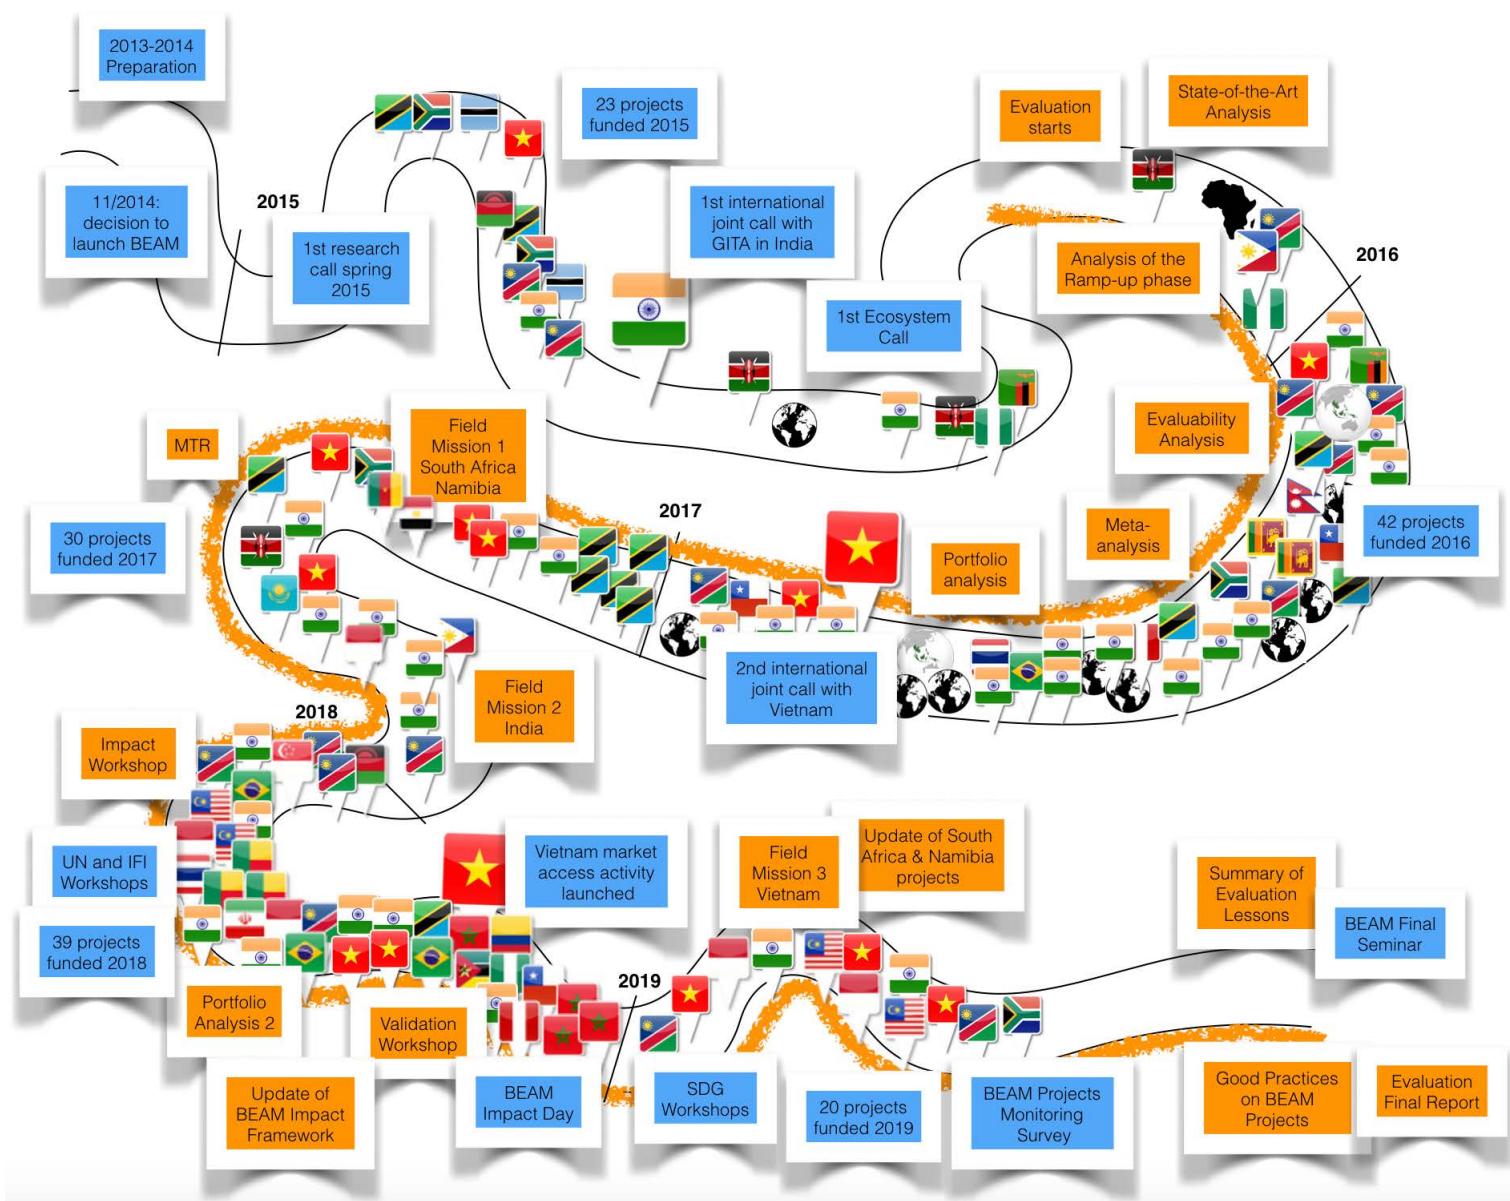 2013-2014
Preparation
11/2014:
decision to
launch BEAM
2015
1st research
call spring
2015
23 projects
funded 2015
1st international
joint call with
GITA in India
1st Ecosystem
Call
Evaluation
starts
State-of-the-Art
Analysis
Analysis of the
Ramp-up phase
2016
Evaluability
Analysis
42 projects
funded 2016
Meta-
analysis
Portfolio
analysis
2nd international
joint call with
Vietnam
2017
Field
Mission 1
South Africa
Namibia
MTR
30 projects
funded 2017
Field
Mission 2
India
2018
Impact
Workshop
UN and IFI
Workshops
39 projects
funded 2018
Portfolio
Analysis 2
Update of
BEAM Impact
Framework
Validation
Workshop
Vietnam market
access activity
launched
BEAM
Impact Day
2019
SDG
Workshops
Field
Mission 3
Vietnam
Update of South
Africa & Namibia
projects
20 projects
funded 2019
BEAM Projects
Monitoring
Survey
Summary of
Evaluation
Lessons
BEAM Final
Seminar
Good Practices
on BEAM
Projects
Evaluation
Final Report